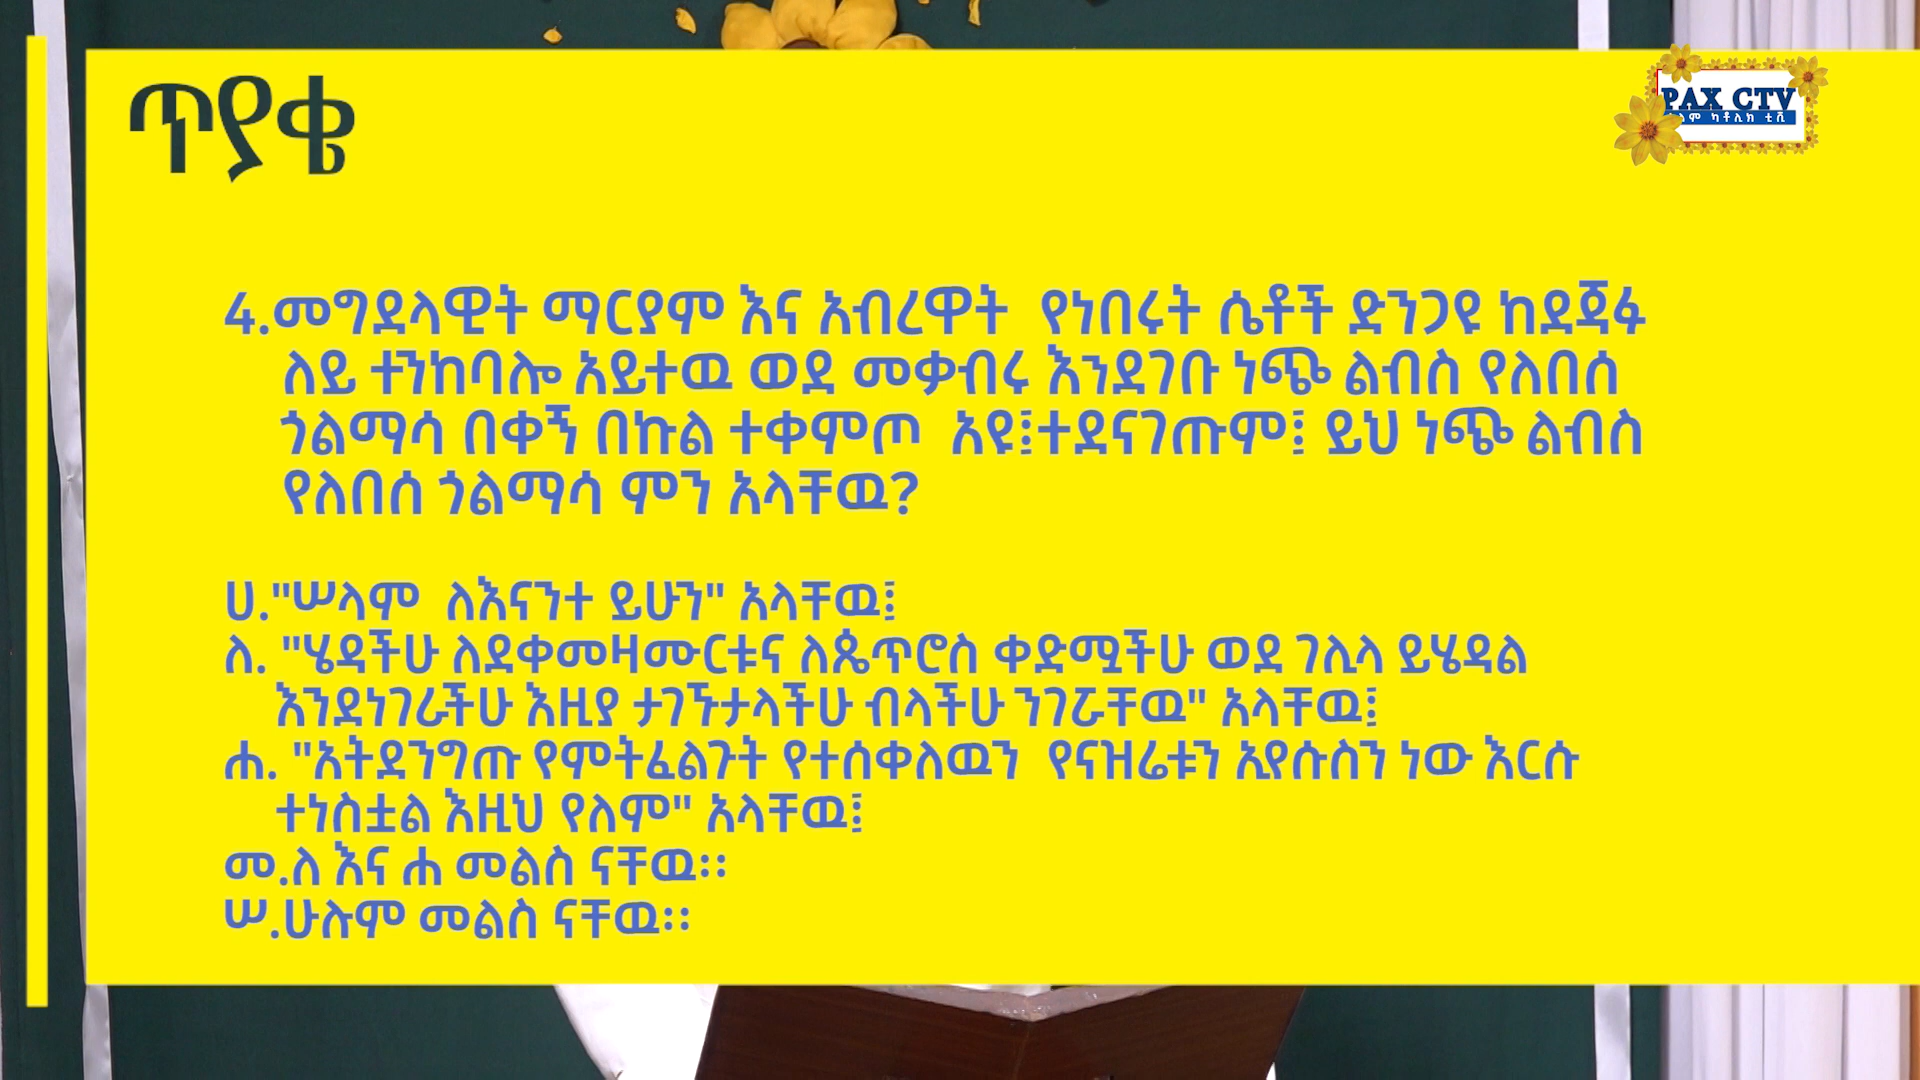 ጥያቄ
PAX CTV
ሰላም ካቶሊክ ቲቪ
4.መግደላዊት ማርያም እና አብረዋት የነበሩት ሴቶች ድንጋዩ ከደጃፉ
ለይ ተንከባሎ አይተዉ ወደ መቃብሩ እንደገቡ ነጭ ልብስ የለበሰ
ጎልማሳ በቀኝ በኩል ተቀምጦ አዩ፤ተደናገጡም፤ ይህ ነጭ ልብስ
የለበሰ ጎልማሳ ምን አላቸዉ?
ሀ."ሠላም ለእናንተ ይሁን" አላቸዉ፤
ለ. "ሄዳችሁ ለደቀመዛሙርቱና ለጴጥሮስ ቀድሟችሁ ወደ ገሊላ ይሄዳል
እንደነገራችሁ እዚያ ታገኙታላችሁ ብላችሁ ንገሯቸዉ" አላቸዉ፤
ሐ. "አትደንግጡ የምትፈልጉት የተሰቀለዉን የናዝሬቱን ኢየሱስን ነው እርሱ
ተነስቷል እዚህ የለም" አላቸዉ፤
መ.ለ እና ሐ መልስ ናቸዉ፡፡
ሠ.ሁሉም መልስ ናቸዉ፡፡